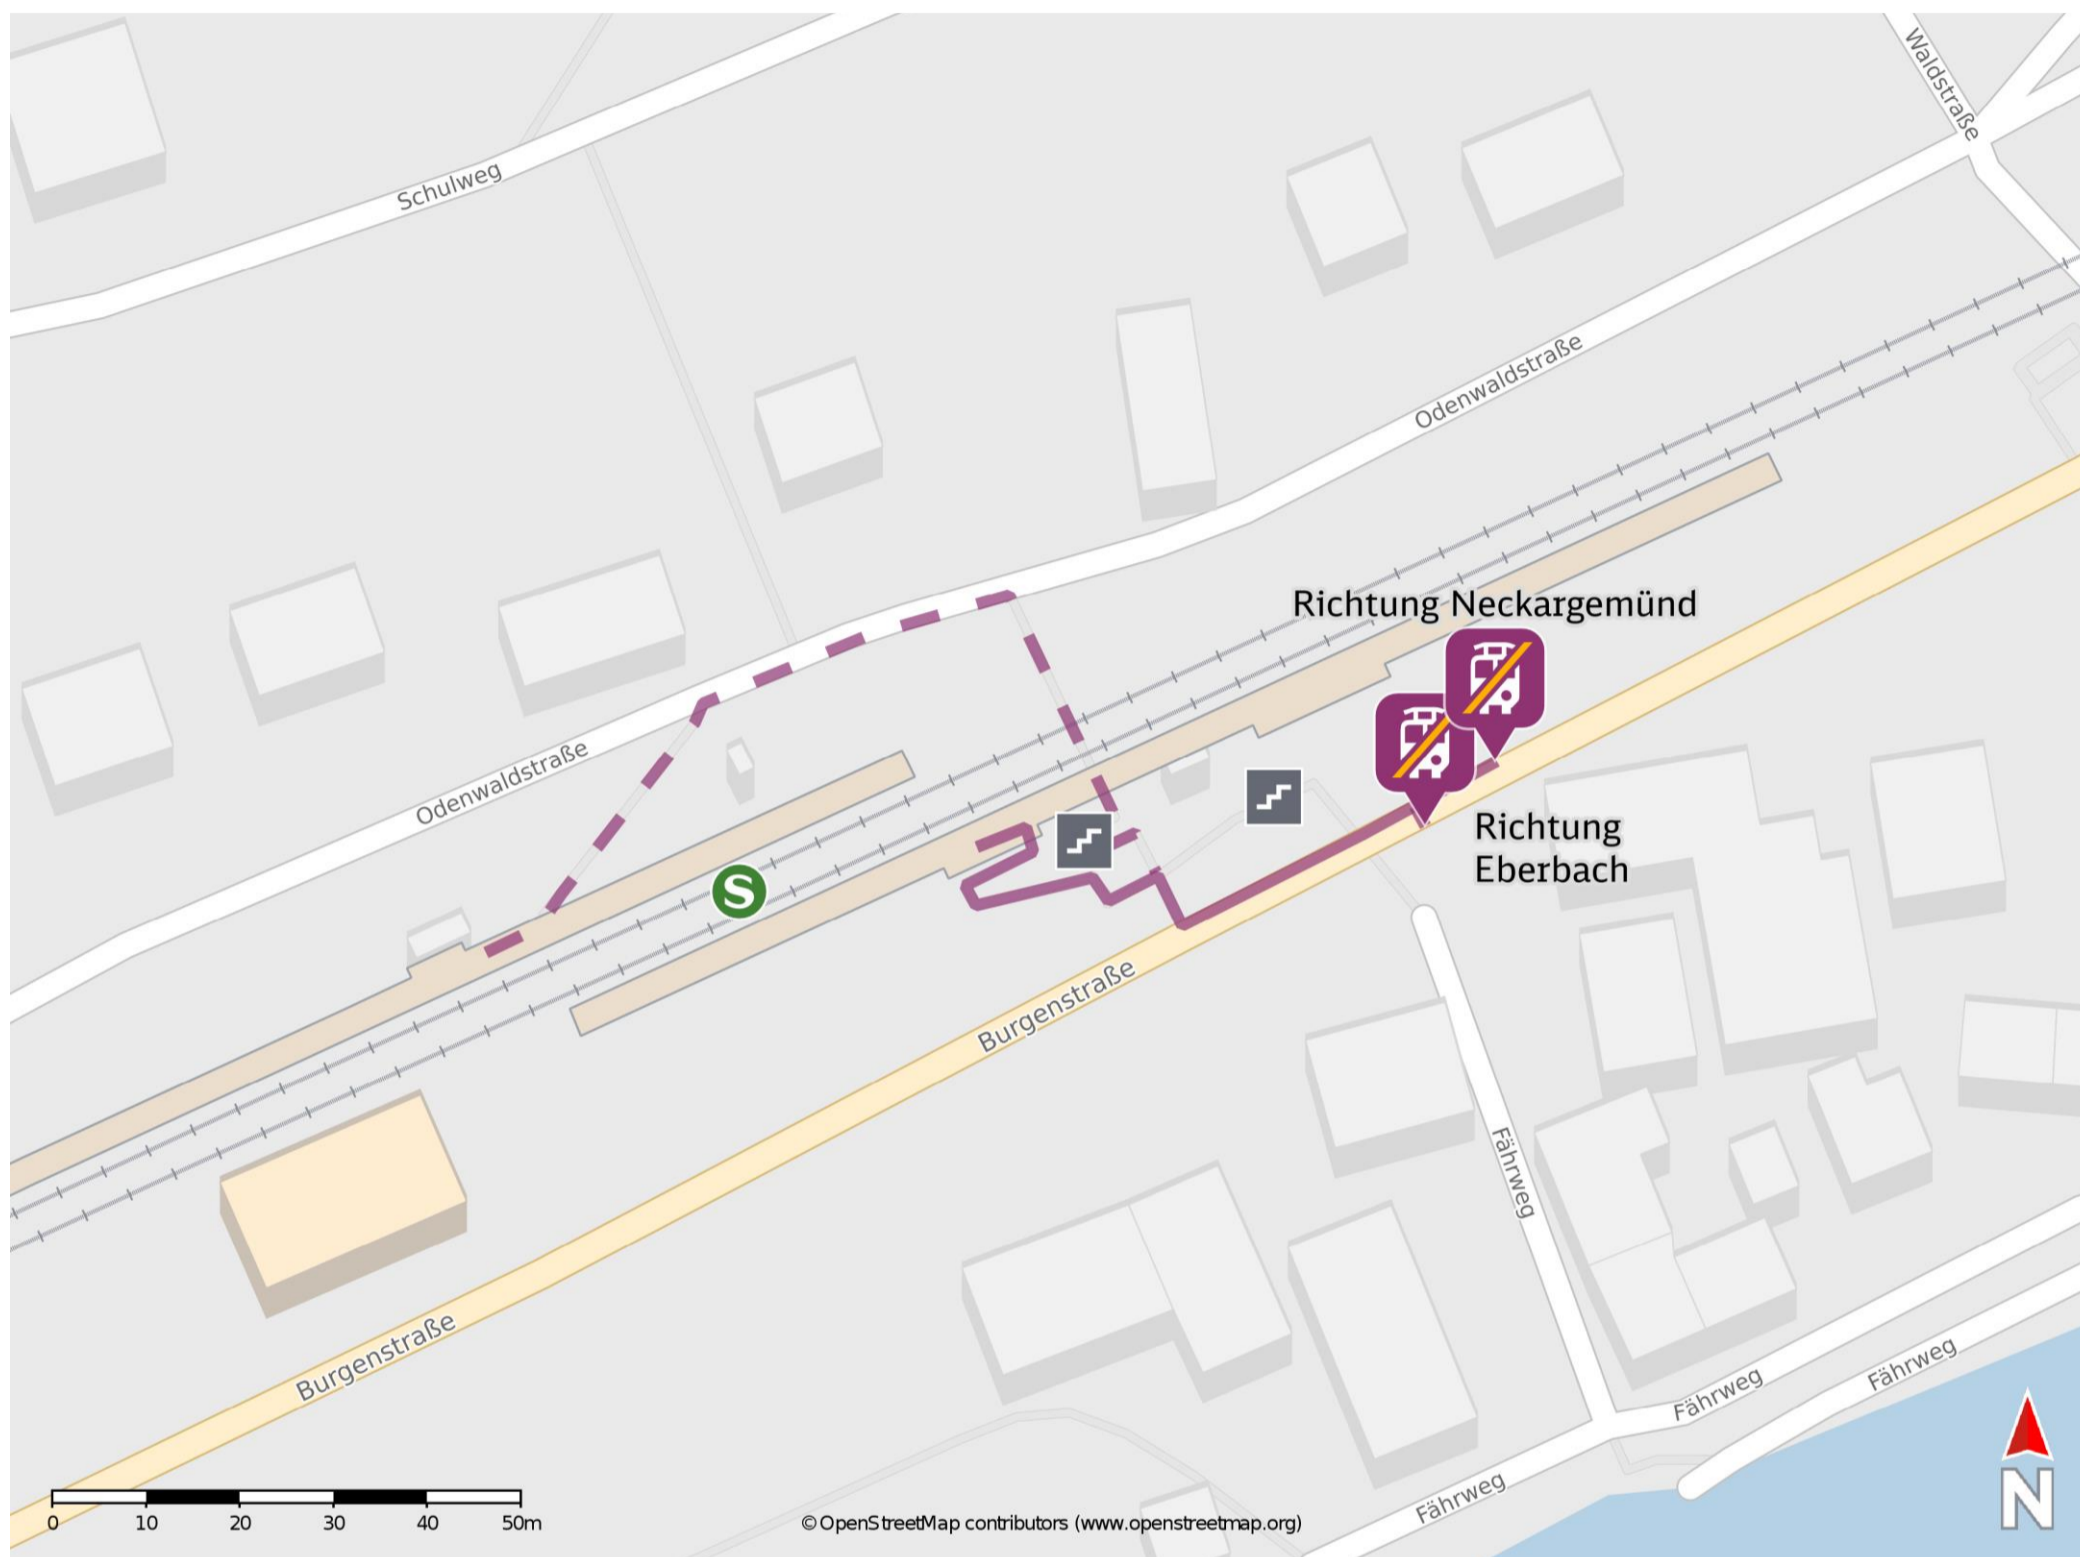 Waldstraße
Schulweg
Odenwaldstraße
Richtung Neckargemünd
Odenwaldstraße
Richtung
Eberbach
S
Burgenstraße
Fährweg
Burgenstraße
Fährweg
Fährweg
Fährweg
0 10 20 30 40 50m
© OpenStreetMap contributors (www.openstreetmap.org)
N